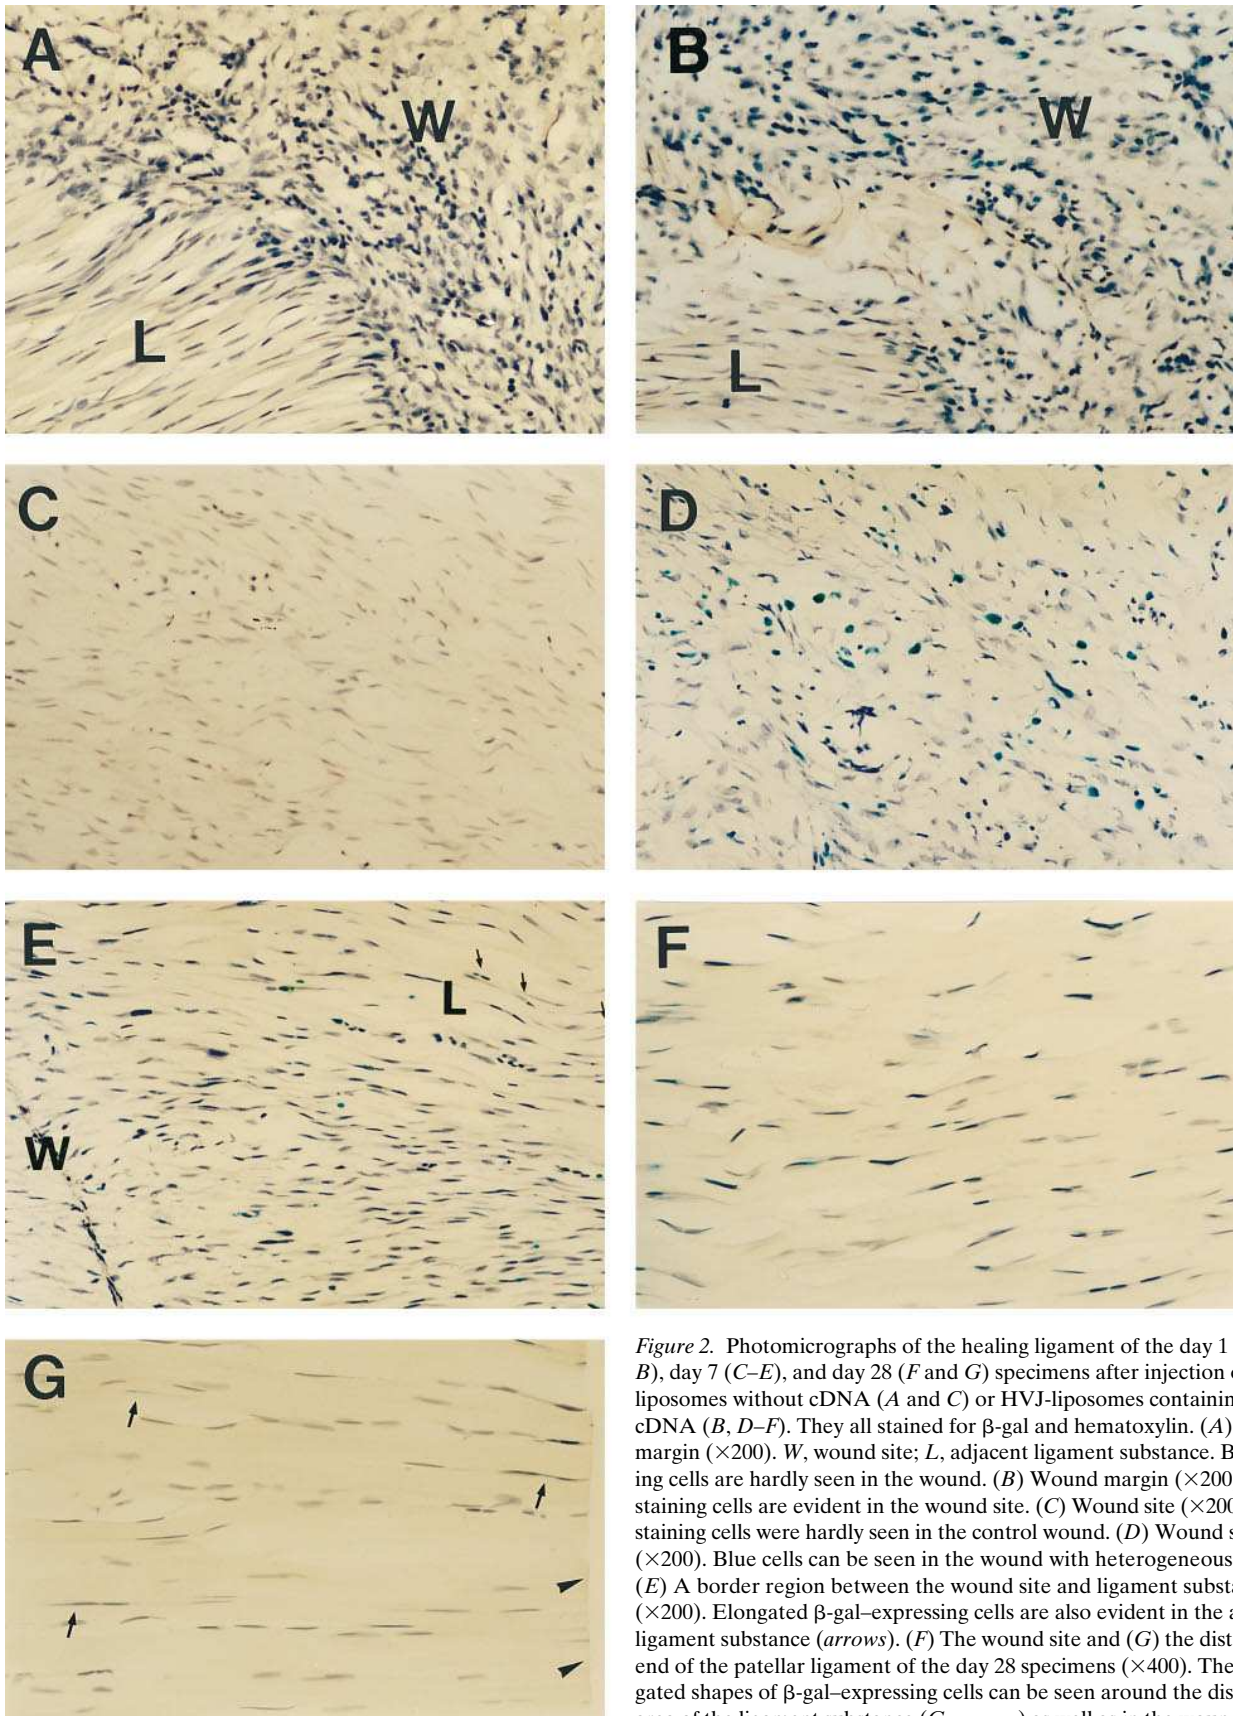 A
W
L
B
W
L
C
D
E
L
W
F
G
Figure 2. Photomicrographs of the healing ligament of the day 1
B), day 7 (C–E), and day 28 (F and G) specimens after injection
liposomes without cDNA (A and C) or HVJ-liposomes
cDNA (B, D–F). They all stained for β-gal and hematoxylin. (A)
margin (×200). W, wound site; L, adjacent ligament substance.
ing cells are hardly seen in the wound. (B) Wound margin (×200
staining cells are evident in the wound site. (C) Wound site (×200
staining cells were hardly seen in the control wound. (D) Wound
(×200). Blue cells can be seen in the wound with heterogeneous
(E) A border region between the wound site and ligament
(×200). Elongated β-gal–expressing cells are also evident in the
ligament substance (arrows). (F) The wound site and (G) the
end of the patellar ligament of the day 28 specimens (×400).
gated shapes of β-gal–expressing cells can be seen around the